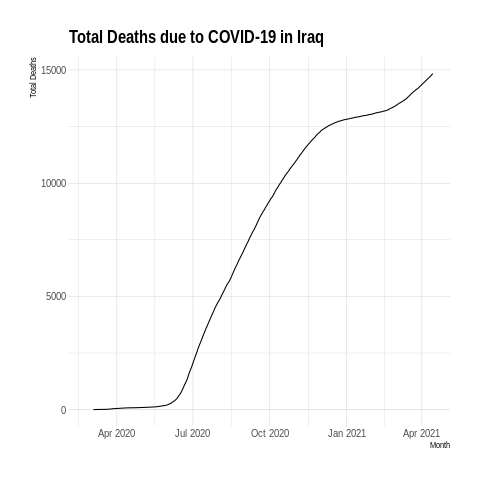 Total Deaths due to COVID-19 in Iraq
Total Deaths
15000
10000
5000
0
Apr 2020 Jul 2020 Oct 2020 Jan 2021 Apr 2021
Month